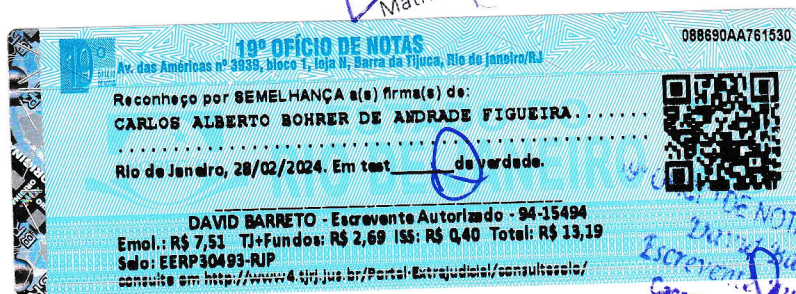 088690AA761530
19º OFÍCIO DE NOTAS
Av. das Américas nº 3939, bloco 1, loja N, Barra da Tijuca, Rio de janeiro/RJ
Reconheço por SEMELHANÇA a(s) firma(s) de:
CARLOS ALBERTO BOHRER DE ANDRADE FIGUEIRA.......
Rio de Janeiro, 28/02/2024. Em test______da verdade.
DAVID BARRETO - Escrevente Autorizado - 94-15494
Emol.: R$ 7,51 TJ+Fundos: R$ 2,69 ISS: R$ 0,40 Total: R$ 13,19
Selo: EERP30493-RJP
consulte em http://www4.tjrj.jus.br/Portal-Extrajudicial/consultaselo/